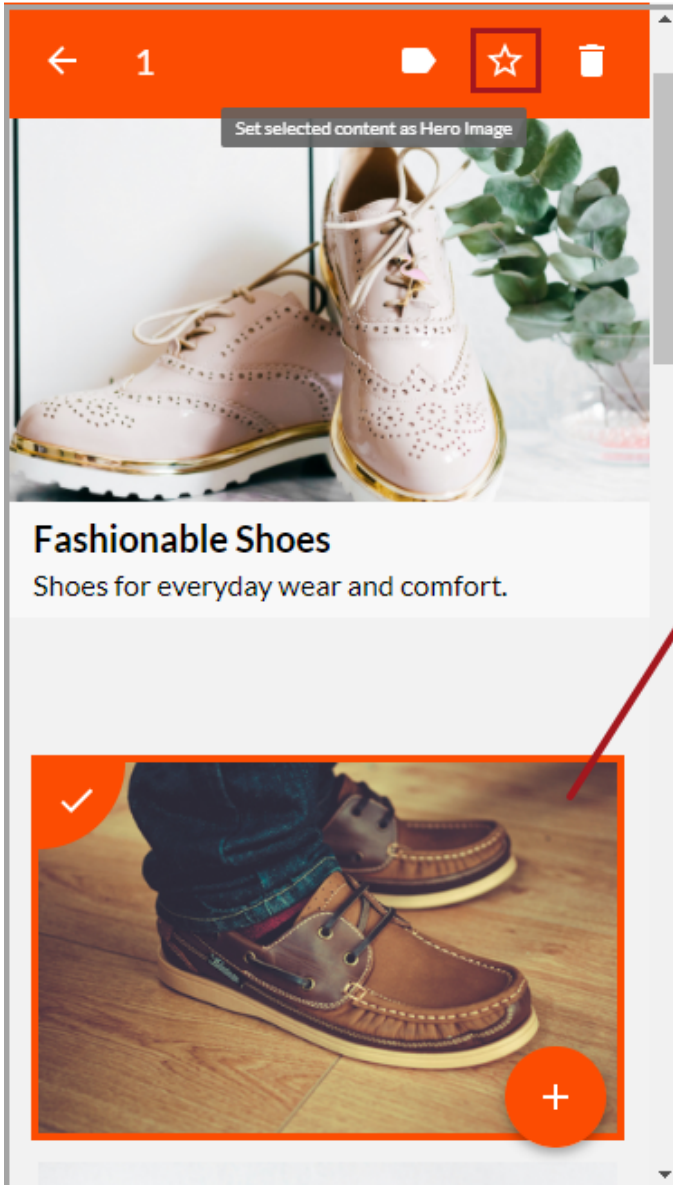 1
Set selected content as Hero Image
Fashionable Shoes
Shoes for everyday wear and comfort.